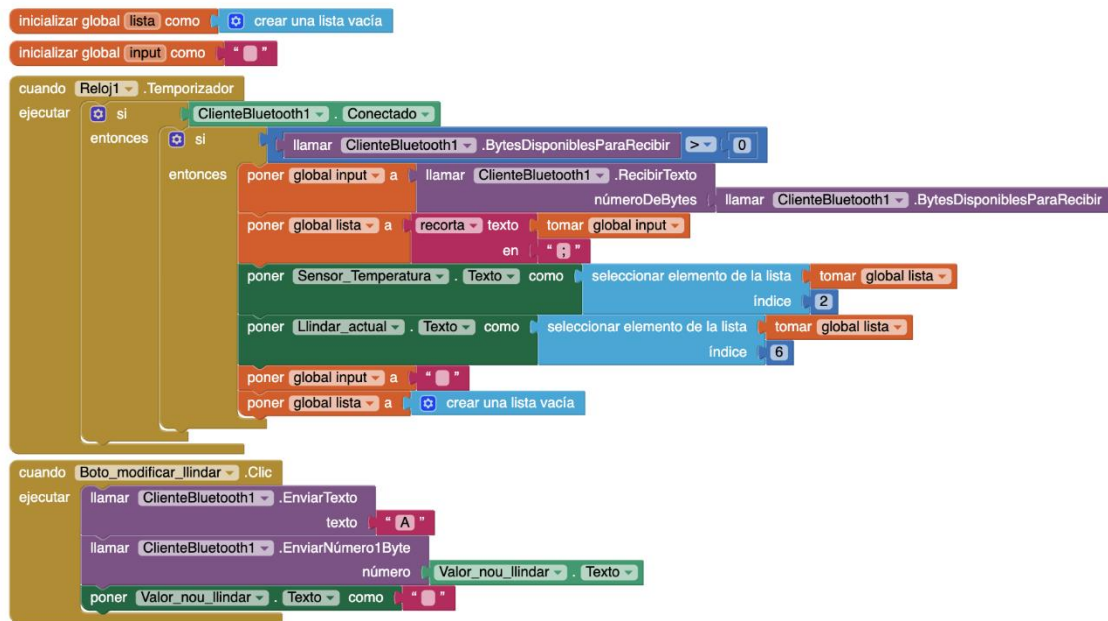 inicializar global lista como crear una lista vacía
inicializar global input como " "
cuando Reloj1 .Temporizador
ejecutar si ClienteBluetooth1 . Conectado
entonces si llamar ClienteBluetooth1 .BytesDisponiblesParaRecibir > 0
entonces poner global input a llamar ClienteBluetooth1 .RecibirTexto
númeroDeBytes llamar ClienteBluetooth1 .BytesDisponiblesParaRecibir
poner global lista a recorta texto tomar global input
en " ; "
poner Sensor_Temperatura . Texto como seleccionar elemento de la lista tomar global lista
índice 2
poner Llindar_actual . Texto como seleccionar elemento de la lista tomar global lista
índice 6
poner global input a " "
poner global lista a crear una lista vacía
cuando Boto_modificar_llindar .Clic
ejecutar llamar ClienteBluetooth1 .EnviarTexto
texto " A "
llamar ClienteBluetooth1 .EnviarNúmero1Byte
número Valor_nou_llindar . Texto
poner Valor_nou_llindar . Texto como " "